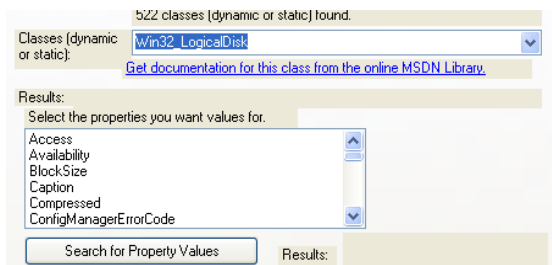 522 classes (dynamic or static) found.
Classes (dynamic
or static):
Win32_LogicalDisk
Get documentation for this class from the online MSDN Library.
Results:
Select the properties you want values for.
Access
Availability
BlockSize
Caption
Compressed
ConfigManagerErrorCode
Search for Property Values
Results: